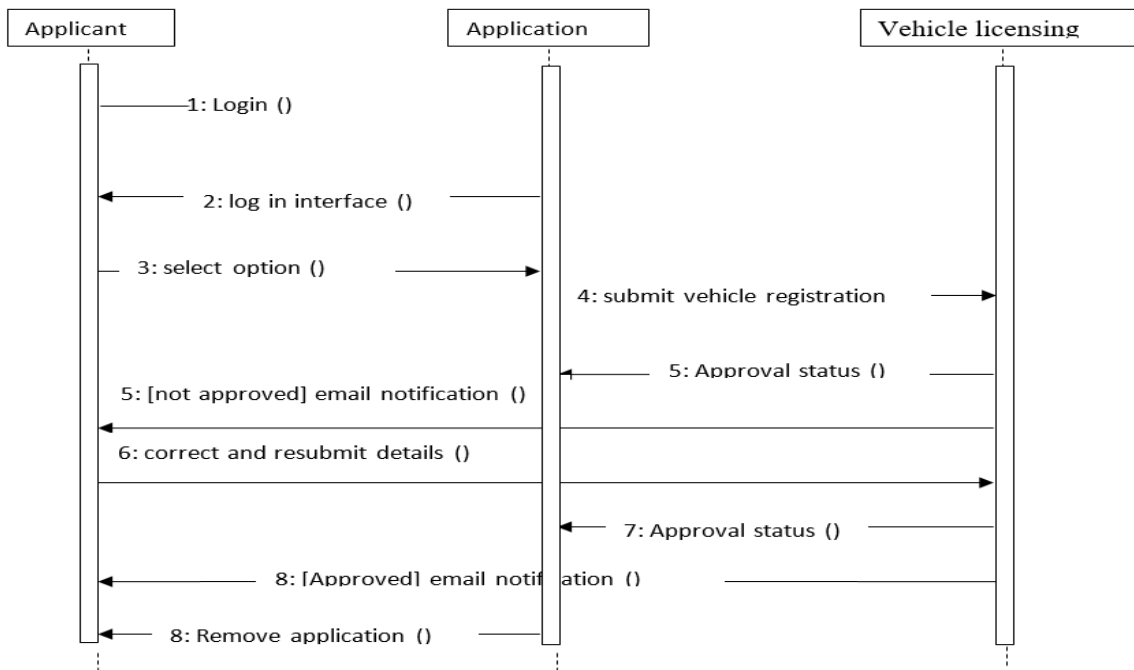 Applicant
Application
Vehicle licensing
1: Login ()
2: log in interface ()
3: select option ()
4: submit vehicle registration
5: Approval status ()
5: [not approved] email notification ()
6: correct and resubmit details ()
7: Approval status ()
8: [Approved] email notification ()
8: Remove application ()